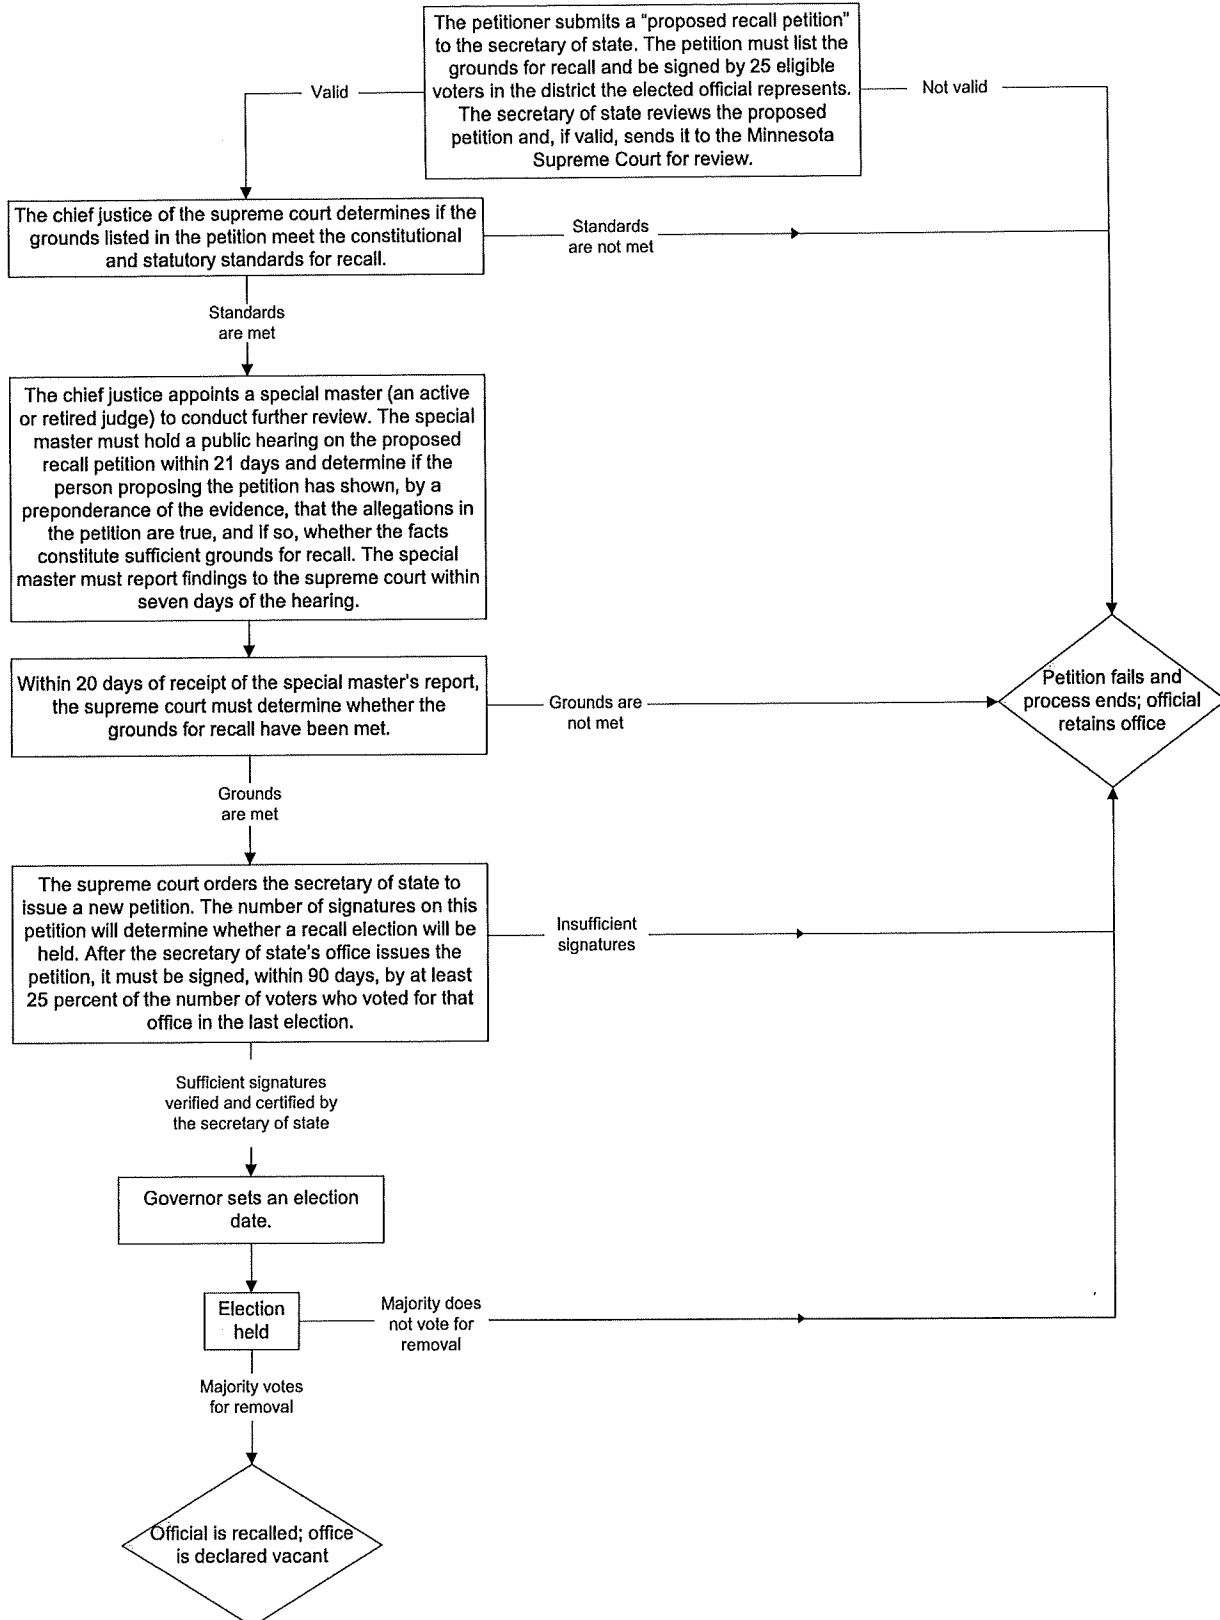 The petitioner submits a "proposed recall petition"
to the secretary of state. The petition must list the
grounds for recall and be signed by 25 eligible
voters in the district the elected official represents.
The secretary of state reviews the proposed
petition and, if valid, sends it to the Minnesota
Supreme Court for review.
Valid
Not valid
The chief justice of the supreme court determines if the
grounds listed in the petition meet the constitutional
and statutory standards for recall.
Standards
are not met
Standards
are met
The chief justice appoints a special master (an active
or retired judge) to conduct further review. The special
master must hold a public hearing on the proposed
recall petition within 21 days and determine if the
person proposing the petition has shown, by a
preponderance of the evidence, that the allegations in
the petition are true, and if so, whether the facts
constitute sufficient grounds for recall. The special
master must report findings to the supreme court within
seven days of the hearing.
Within 20 days of receipt of the special master's report,
the supreme court must determine whether the
grounds for recall have been met.
Grounds are
not met
Petition fails and
process ends; official
retains office
Grounds
are met
The supreme court orders the secretary of state to
issue a new petition. The number of signatures on this
petition will determine whether a recall election will be
held. After the secretary of state's office issues the
petition, it must be signed, within 90 days, by at least
25 percent of the number of voters who voted for that
office in the last election.
Insufficient
signatures
Sufficient signatures
verified and certified by
the secretary of state
Governor sets an election
date.
Election
held
Majority does
not vote for
removal
Majority votes
for removal
Official is recalled; office
is declared vacant